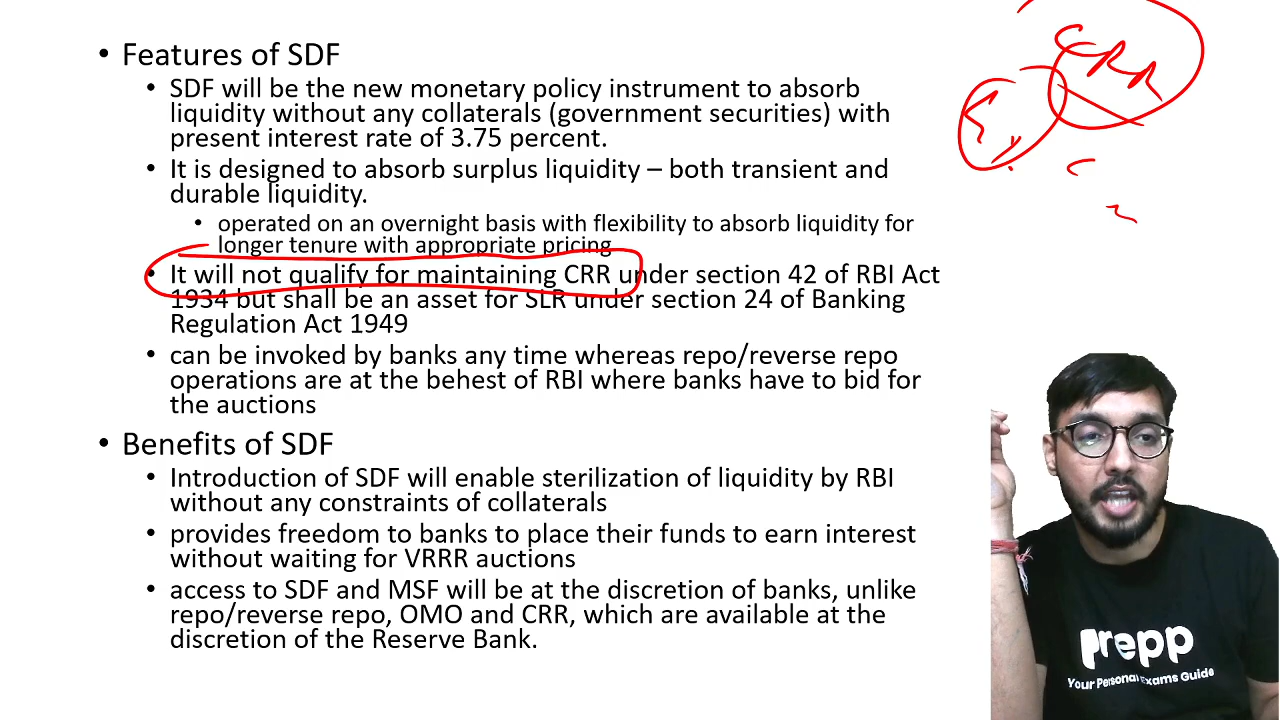 • Features of SDF
• SDF will be the new monetary policy instrument to absorb
liquidity without any collaterals (government securities) with
present interest rate of 3.75 percent.
• It is designed to absorb surplus liquidity – both transient and
durable liquidity.
• operated on an overnight basis with flexibility to absorb liquidity for
longer tenure with appropriate pricing
• It will not qualify for maintaining CRR under section 42 of RBI Act
1934 but shall be an asset for SLR under section 24 of Banking
Regulation Act 1949
• can be invoked by banks any time whereas repo/reverse repo
operations are at the behest of RBI where banks have to bid for
the auctions
• Benefits of SDF
• Introduction of SDF will enable sterilization of liquidity by RBI
without any constraints of collaterals
• provides freedom to banks to place their funds to earn interest
without waiting for VRRR auctions
• access to SDF and MSF will be at the discretion of banks, unlike
repo/reverse repo, OMO and CRR, which are available at the
discretion of the Reserve Bank.
CRR
prepp
Your Personal Exams Guide